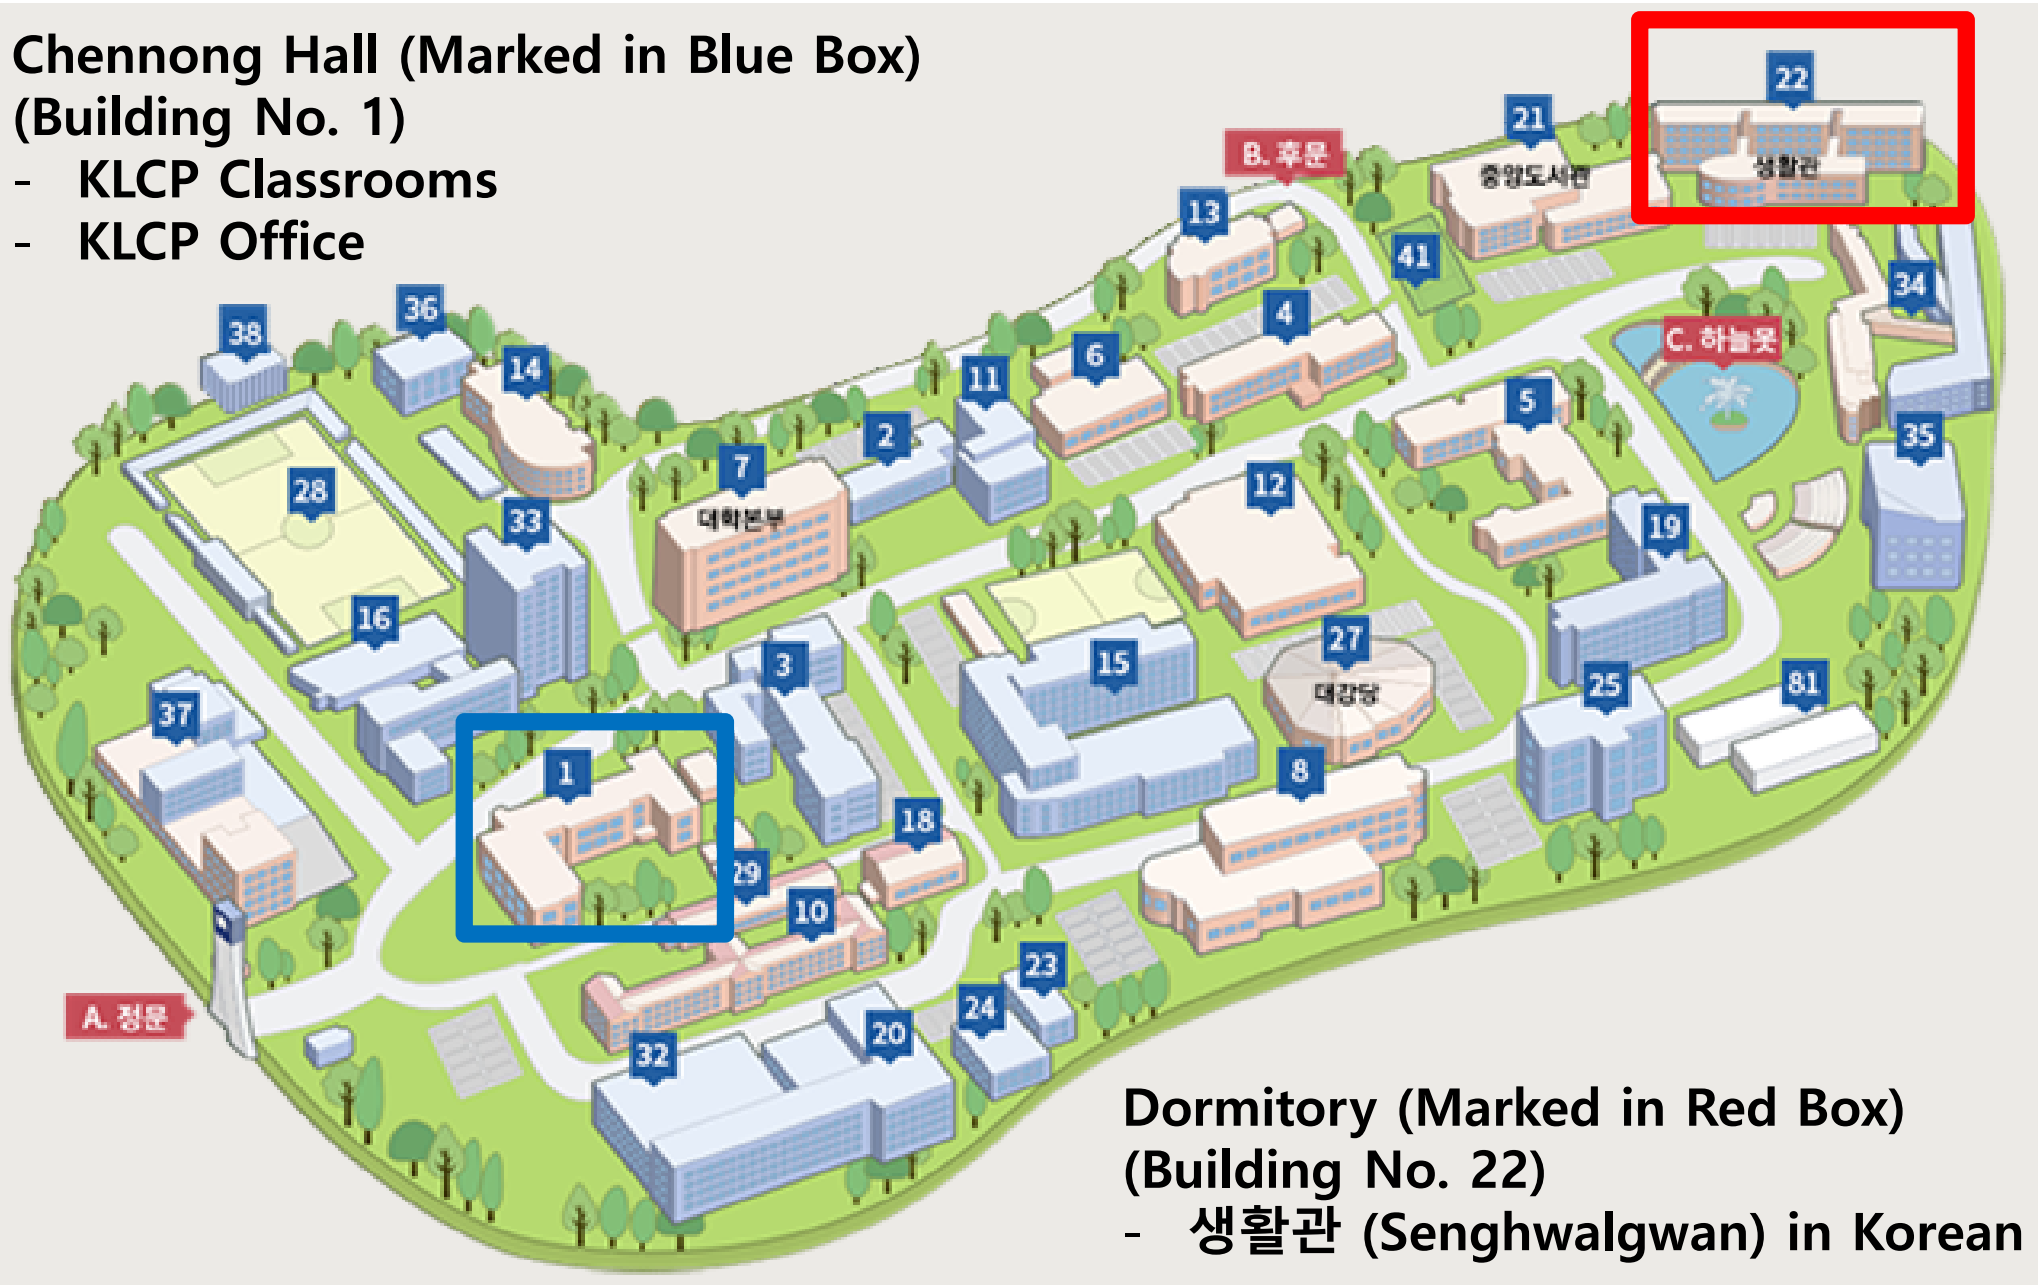 Chennong Hall (Marked in Blue Box)
(Building No. 1)
- KLCP Classrooms
- KLCP Office
22
21
B. 후문
생활관
중앙도서관
13
41
34
36
38
4
C. 하늘못
6
14
11
5
2
35
7
12
28
대학본부
33
19
16
27
3
15
25
81
대강당
37
1
8
18
29
10
23
24
A. 정문
20
32
Dormitory (Marked in Red Box)
(Building No. 22)
- 생활관 (Senghwalgwan) in Korean